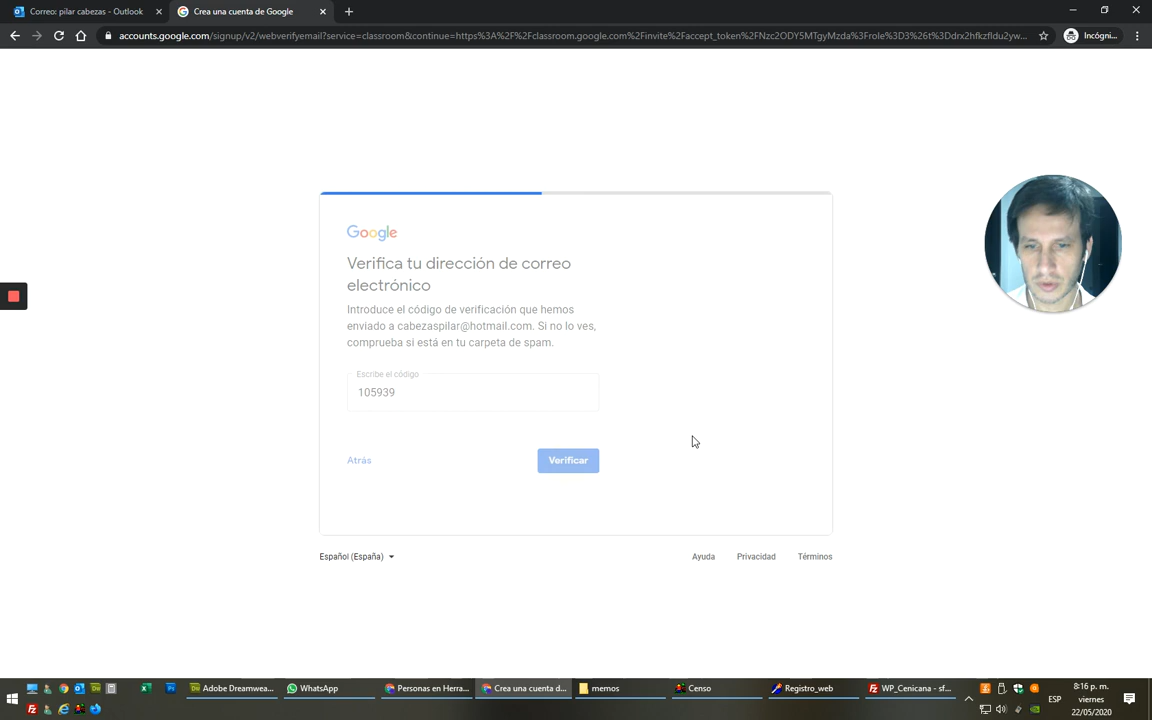 Correo: pilar cabezas - Outlook
Crea una cuenta de Google
accounts.google.com/signup/v2/webverifyemail?service=classroom&continue=https%3A%2F%2Fclassroom.google.com%2Finvite%2Faccept_token%2FNzc2ODY5MTgyMzda%3Frole%3D3%26t%3Ddrx2hfkzfldu2yw...
Incógni...
Google
Verifica tu dirección de correo
electrónico
Introduce el código de verificación que hemos
enviado a cabezaspilar@hotmail.com. Si no lo ves,
comprueba si está en tu carpeta de spam.
Escribe el código
105939
Atrás
Verificar
Español (España)
Ayuda
Privacidad
Términos
Adobe Dreamwea...
WhatsApp
Personas en Herra...
Crea una cuenta d...
memos
Censo
Registro_web
WP_Cenicana - sf...
ESP
8:16 p. m.
viernes
22/05/2020